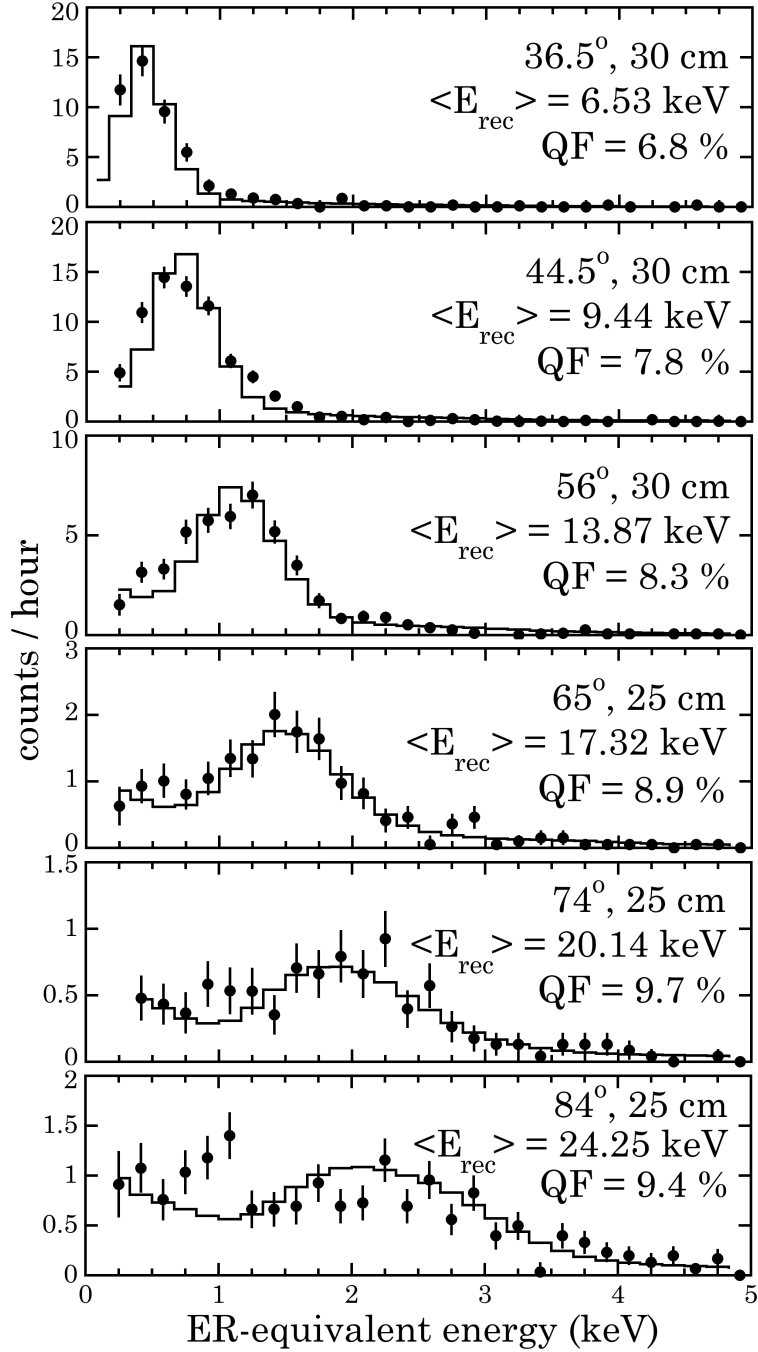 20
15
10
5
0
36.5°, 30 cm
<E_rec> = 6.53 keV
QF = 6.8 %
20
15
10
5
0
44.5°, 30 cm
<E_rec> = 9.44 keV
QF = 7.8 %
10
5
0
56°, 30 cm
<E_rec> = 13.87 keV
QF = 8.3 %
counts / hour
3
2
1
0
65°, 25 cm
<E_rec> = 17.32 keV
QF = 8.9 %
1.5
1
0.5
0
74°, 25 cm
<E_rec> = 20.14 keV
QF = 9.7 %
2
1.5
1
0.5
0
84°, 25 cm
<E_rec> = 24.25 keV
QF = 9.4 %
0 1 2 3 4 5
ER-equivalent energy (keV)